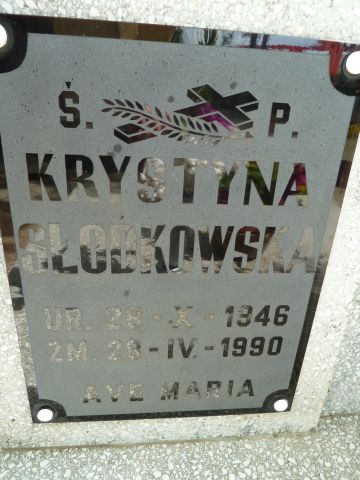 Ś. P.
KRYSTYNA
SŁODKOWSKA
UR. 28-X-1946
ZM. 28-IV.-1990
AVE MARIA